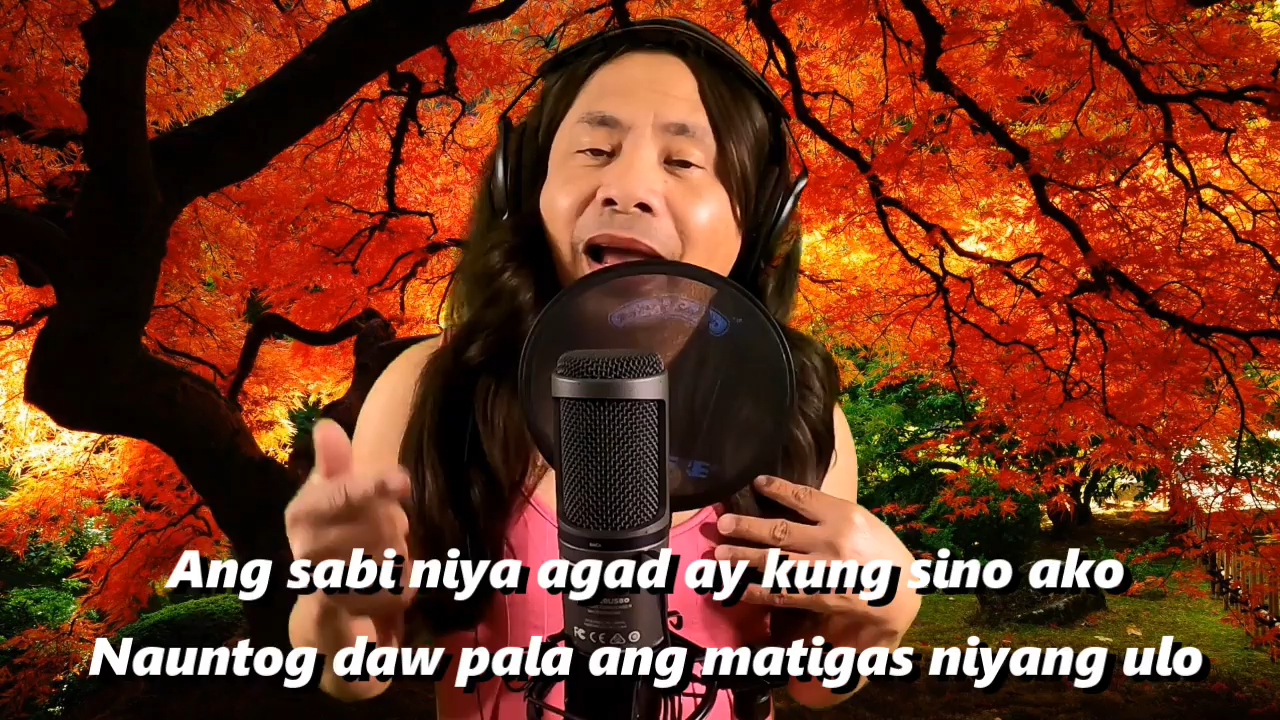 Ang sabi niya agad ay kung sino ako
Nauntog daw pala ang matigas niyang ulo